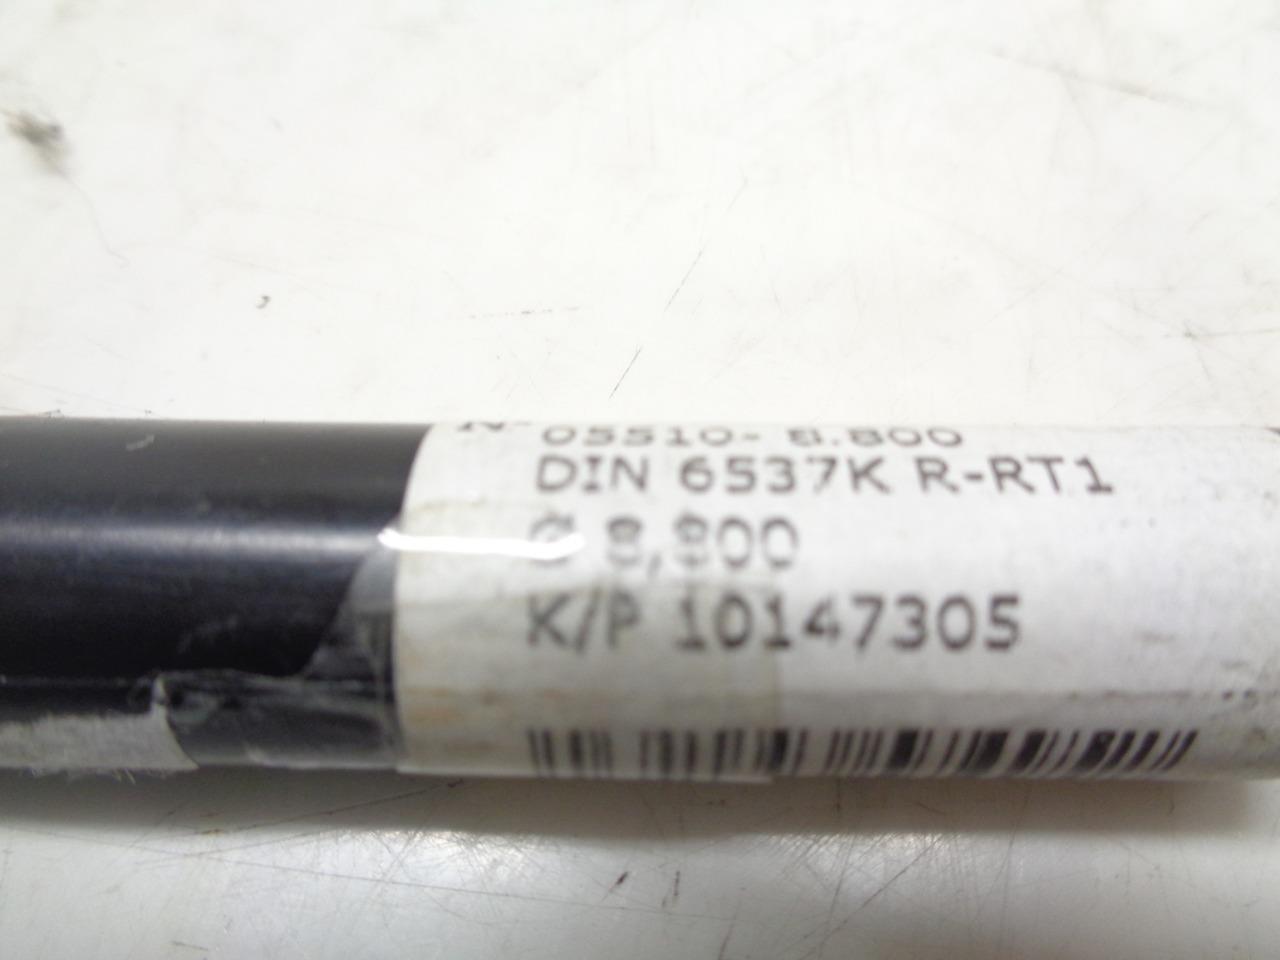 N° 05510- 8.800
DIN 6537K R-RT1
Ø 8,800
K/P 10147305